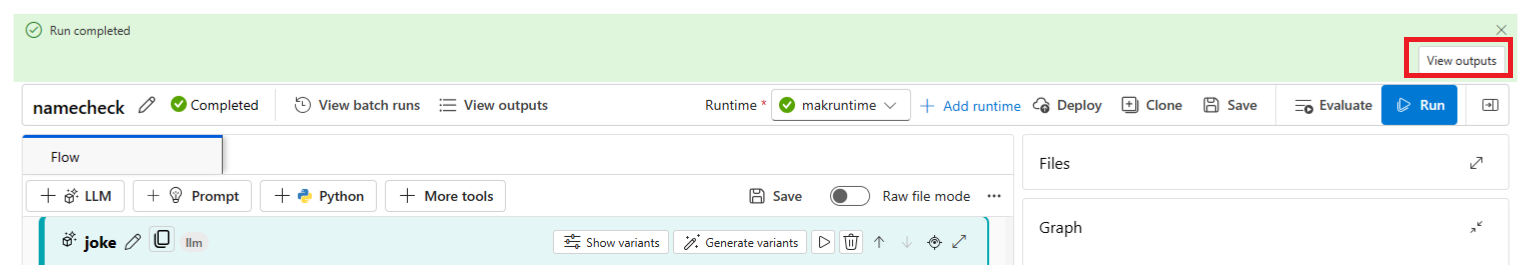 Run completed
View outputs
namecheck Completed View batch runs View outputs Runtime * makruntime Add runtime Deploy Clone Save Evaluate Run
Flow
Files
LLM Prompt Python More tools Save Raw file mode
Graph
joke llm Show variants Generate variants